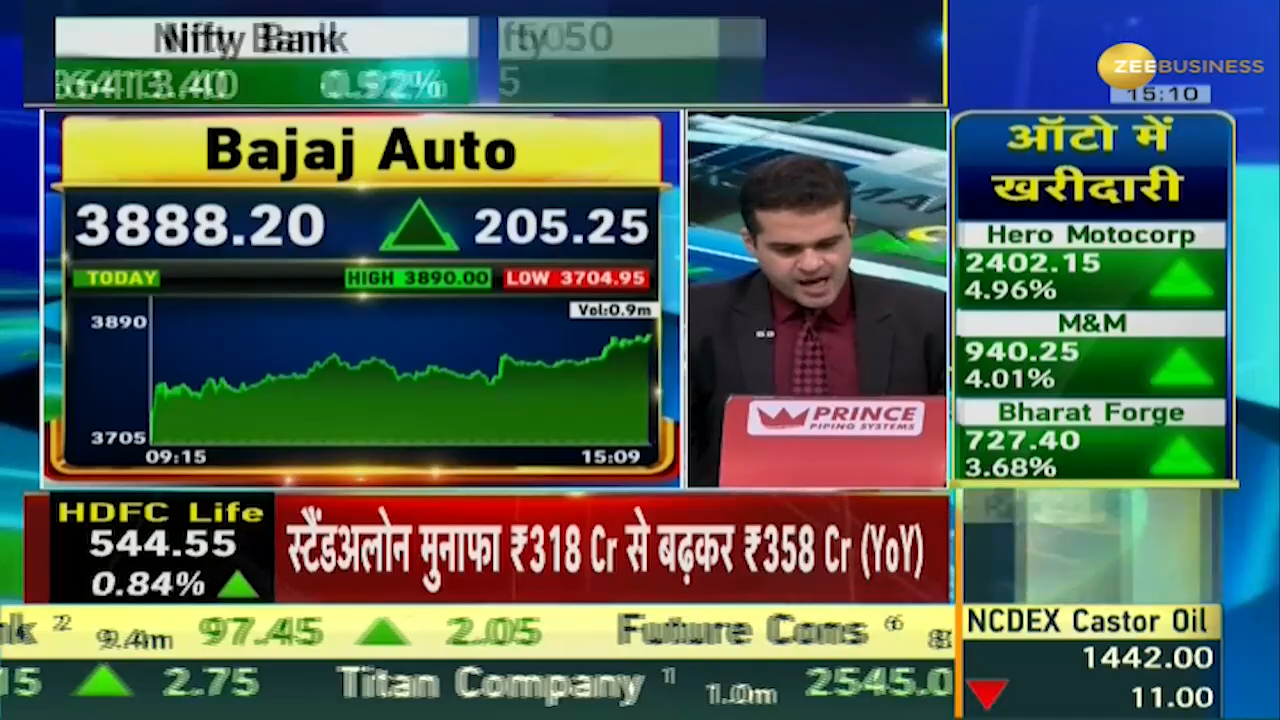 Nifty Bank
0.92%
ZEEBUSINESS
15:10
Bajaj Auto
3888.20 205.25
TODAY HIGH 3890.00 LOW 3704.95
Vol:0.9m
3890
3705
09:15 15:09
PRINCE
PIPING SYSTEMS
ऑटो में
खरीदारी
Hero Motocorp
2402.15
4.96%
M&M
940.25
4.01%
Bharat Forge
727.40
3.68%
HDFC Life
544.55
0.84%
स्टैंडअलोन मुनाफा ₹318 Cr से बढ़कर ₹358 Cr (YoY)
97.45 2.05 Future Cons
2.75 Titan Company 1.0m 2545.0
NCDEX Castor Oil
1442.00
11.00